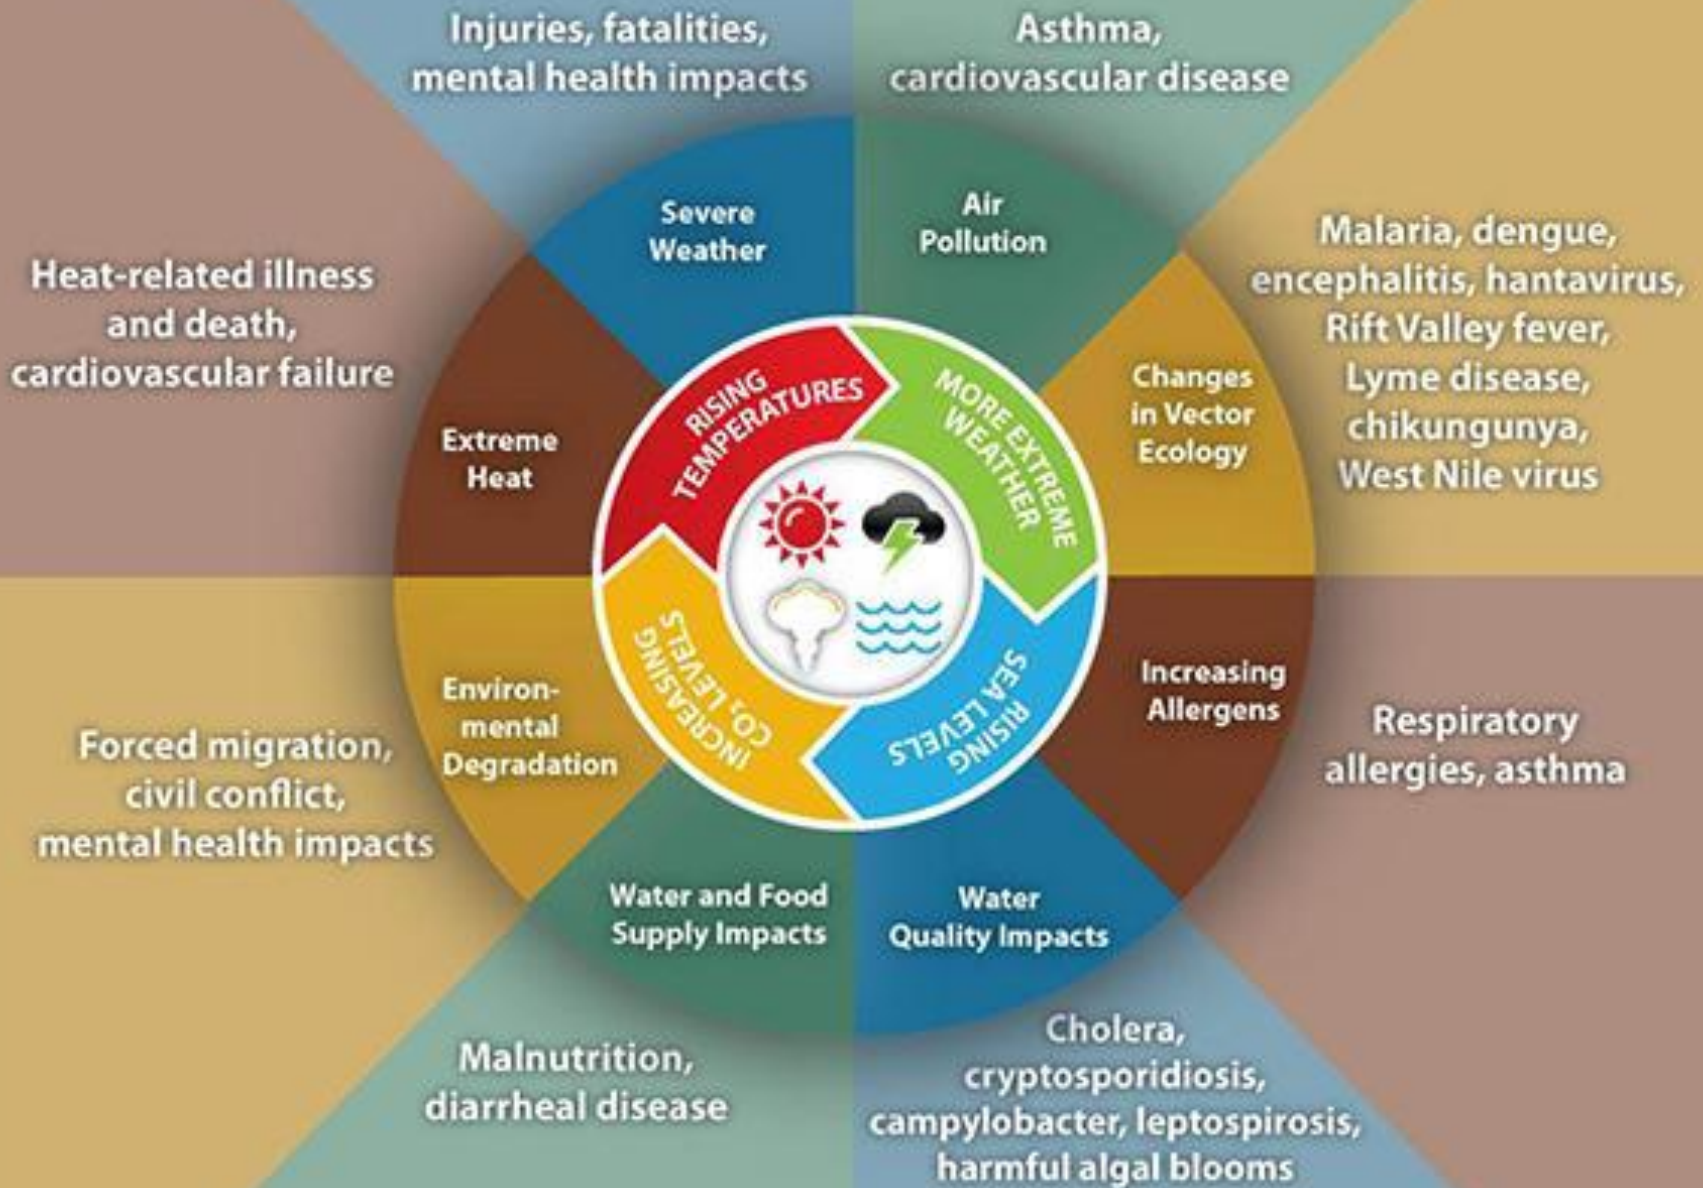 Injuries, fatalities,
mental health impacts
Asthma,
cardiovascular disease
Severe
Weather
Air
Pollution
Heat-related illness
and death,
cardiovascular failure
Extreme
Heat
Changes
in Vector
Ecology
Malaria, dengue,
encephalitis, hantavirus,
Rift Valley fever,
Lyme disease,
chikungunya,
West Nile virus
RISING
TEMPERATURES
MORE EXTREME
WEATHER
INCREASING
CO₂ LEVELS
RISING
SEA LEVELS
Environ-
mental
Degradation
Increasing
Allergens
Forced migration,
civil conflict,
mental health impacts
Respiratory
allergies, asthma
Water and Food
Supply Impacts
Water
Quality Impacts
Malnutrition,
diarrheal disease
Cholera,
cryptosporidiosis,
campylobacter, leptospirosis,
harmful algal blooms